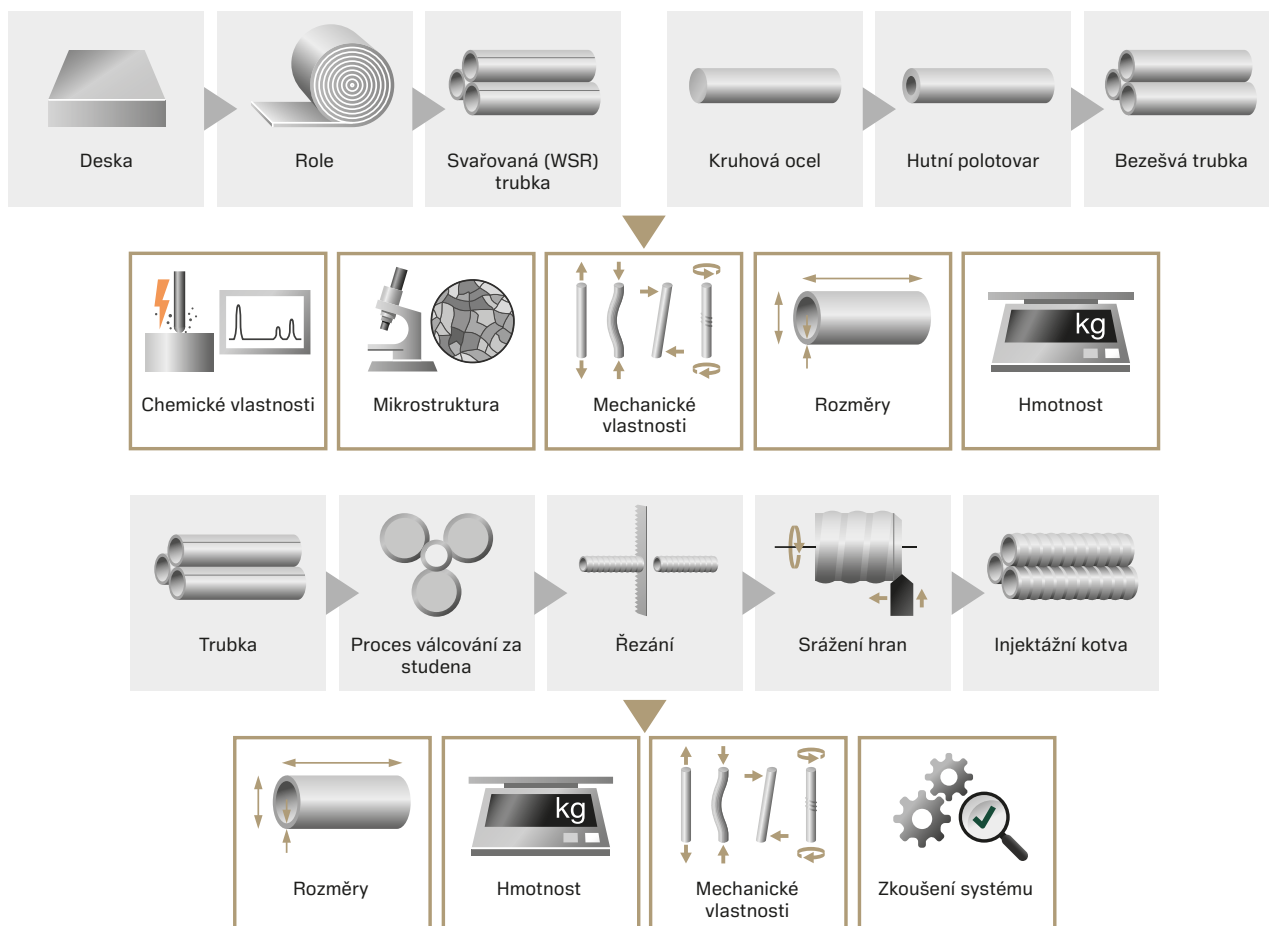 Deska
Role
Svařovaná (WSR)
trubka
Kruhová ocel
Hutní polotovar
Bezešvá trubka
kg
Chemické vlastnosti
Mikrostruktura
Mechanické
vlastnosti
Rozměry
Hmotnost
Trubka
Proces válcování za
studena
Řezání
Srážení hran
Injektážní kotva
kg
Rozměry
Hmotnost
Mechanické
vlastnosti
Zkoušení systému